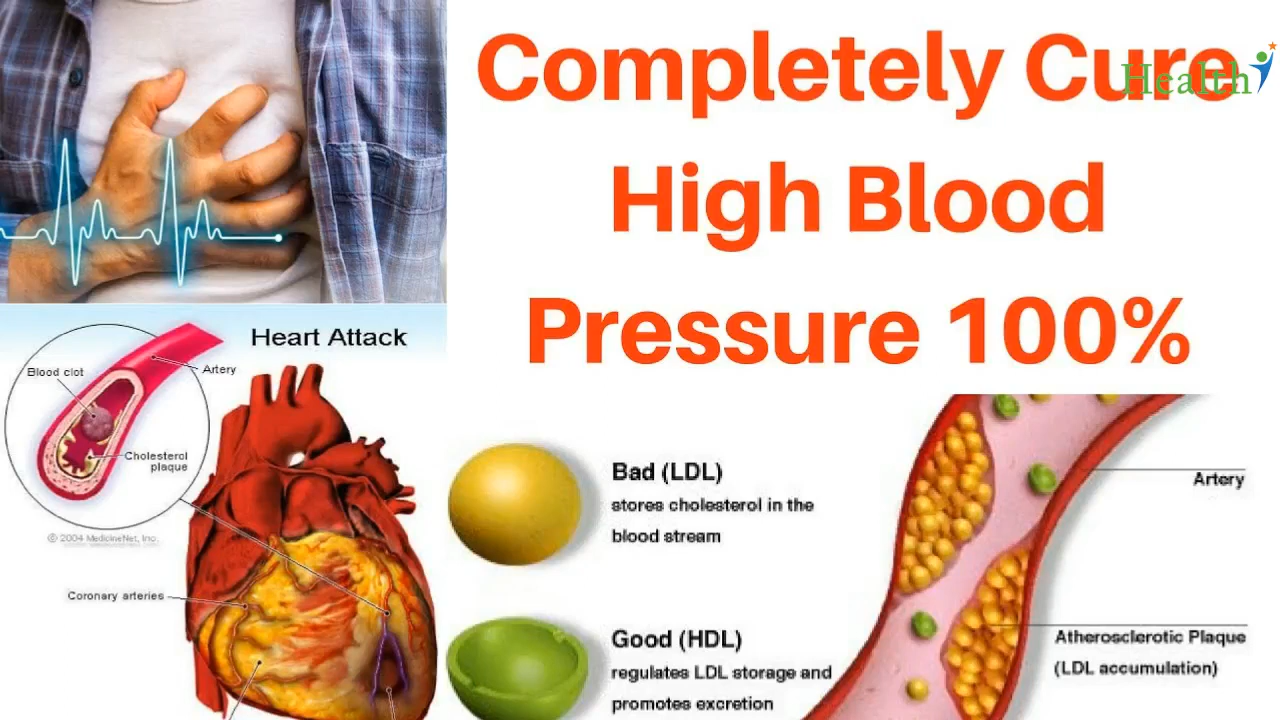 Completely Cure
Health
High Blood
Pressure 100%
Heart Attack
Blood clot
Artery
Cholesterol
plaque
© 2004 MedicineNet, Inc.
Coronary arteries
Bad (LDL)
stores cholesterol in the
blood stream
Good (HDL)
regulates LDL storage and
promotes excretion
Artery
Atherosclerotic Plaque
(LDL accumulation)